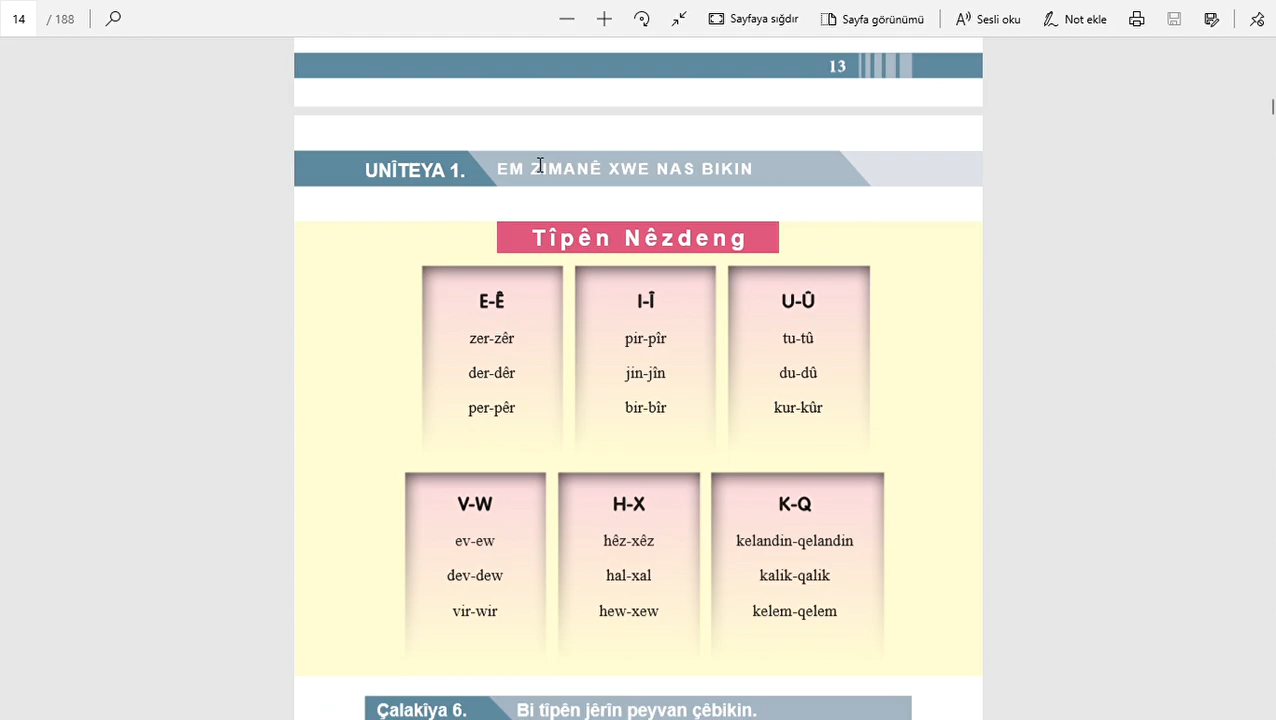 14 / 188 Sayfaya sığdır Sayfa görünümü Sesli oku Not ekle
13
UNÎTEYA 1. EM ZIMANÊ XWE NAS BIKIN
Tîpên Nêzdeng
E-Ê I-Î U-Û
zer-zêr pir-pîr tu-tû
der-dêr jin-jîn du-dû
per-pêr bir-bîr kur-kûr
V-W H-X K-Q
ev-ew hêz-xêz kelandin-qelandin
dev-dew hal-xal kalik-qalik
vir-wir hew-xew kelem-qelem
Çalakîya 6. Bi tîpên jêrîn peyvan çêbikin.